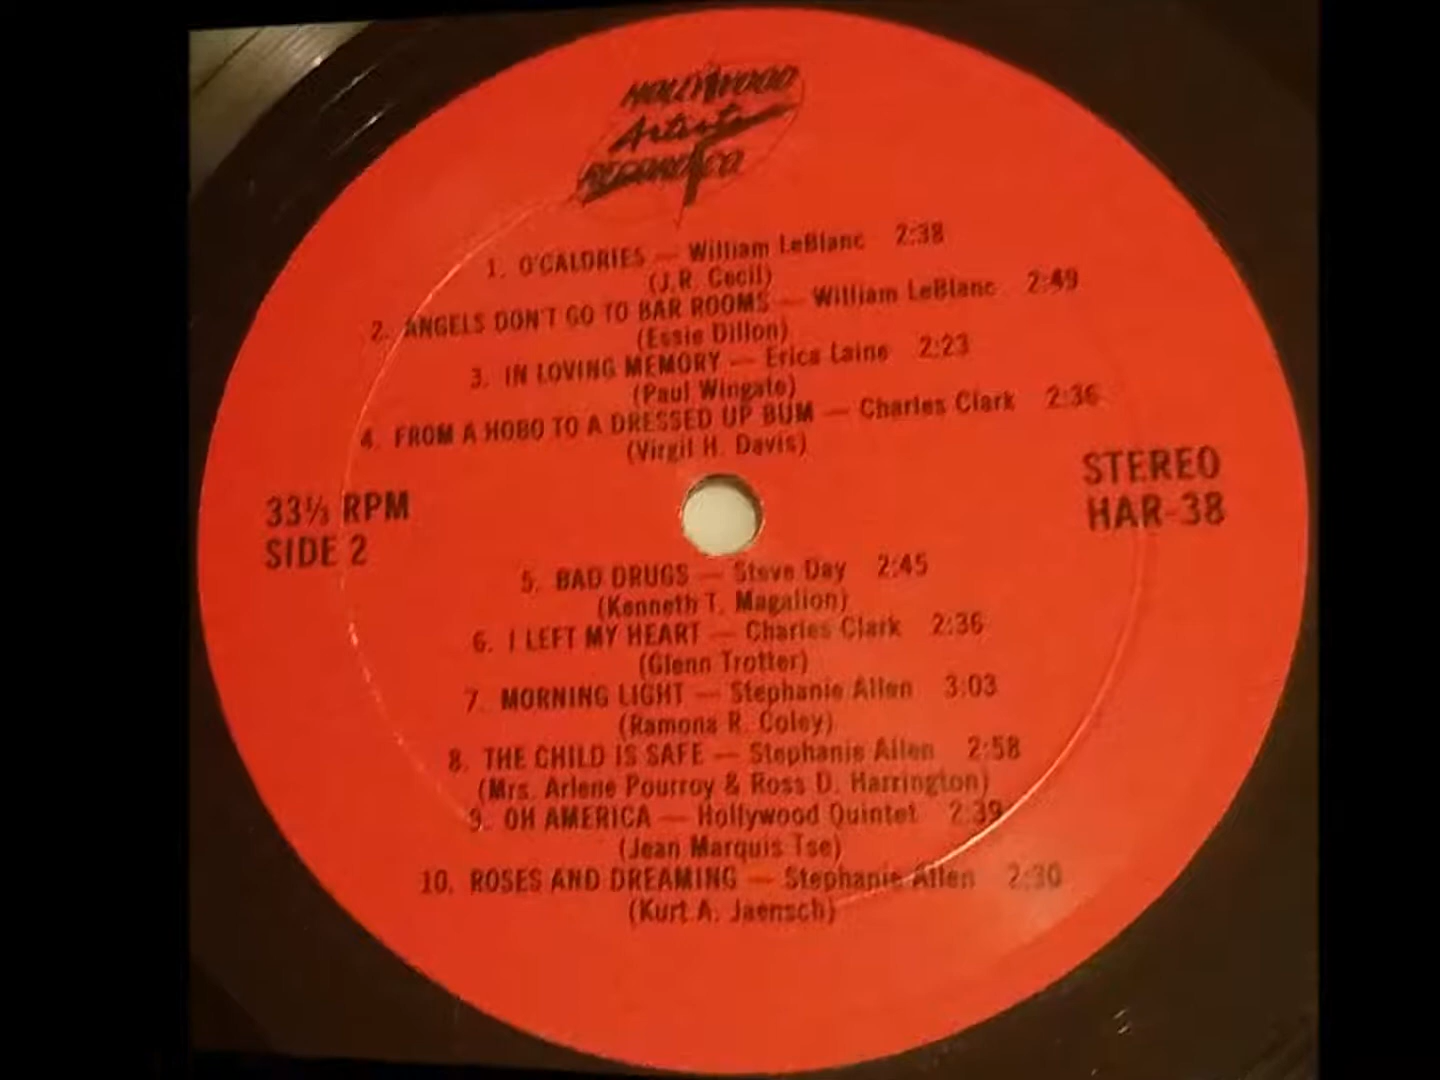 HOLLYWOOD
Artists
RECORD CO.
1. O'CALORIES — William LeBlanc 2:38
(J.R. Cecil)
2. ANGELS DON'T GO TO BAR ROOMS — William LeBlanc 2:49
(Essie Dillon)
3. IN LOVING MEMORY — Erica Laine 2:23
(Paul Wingate)
4. FROM A HOBO TO A DRESSED UP BUM — Charles Clark 2:36
(Virgil H. Davis)
33⅓ RPM
SIDE 2
STEREO
HAR-38
5. BAD DRUGS — Steve Day 2:45
(Kenneth T. Magalion)
6. I LEFT MY HEART — Charles Clark 2:36
(Glenn Trotter)
7. MORNING LIGHT — Stephanie Allen 3:03
(Ramona R. Coley)
8. THE CHILD IS SAFE — Stephanie Allen 2:58
(Mrs. Arlene Pourroy & Ross D. Harrington)
9. OH AMERICA — Hollywood Quintet 2:39
(Jean Marquis Tse)
10. ROSES AND DREAMING — Stephanie Allen 2:30
(Kurt A. Jaensch)